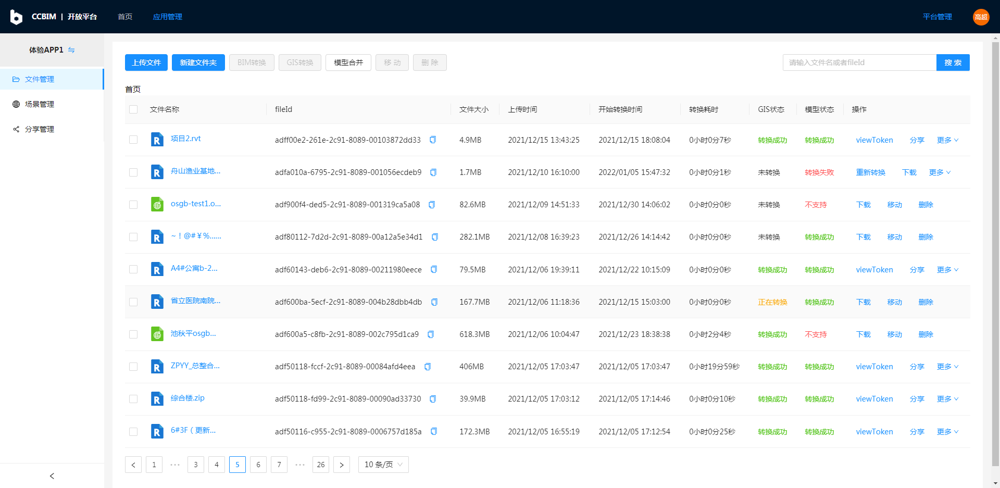 CCBIM | 开放平台 首页 应用管理 平台管理 高超
体验APP1
文件管理
场景管理
分享管理
上传文件 新建文件夹 BIM转换 GIS转换 模型合并 移 动 删 除 请输入文件名或者fileId 搜 索
首页
文件名称 fileId 文件大小 上传时间 开始转换时间 转换耗时 GIS状态 模型状态 操作
项目2.rvt adff00e2-261e-2c91-8089-00103872dd33 4.9MB 2021/12/15 13:43:25 2021/12/15 18:08:04 0小时0分7秒 转换成功 转换成功 viewToken 分享 更多
舟山渔业基地... adfa010a-6795-2c91-8089-001056ecdeb9 1.7MB 2021/12/10 16:10:00 2022/01/05 15:47:32 0小时0分1秒 未转换 转换失败 重新转换 下载 更多
osgb-test1.o... adf900f4-ded5-2c91-8089-001319ca5a08 82.6MB 2021/12/09 14:51:33 2021/12/30 14:06:02 0小时0分0秒 未转换 不支持 下载 移动 删除
~！@#￥%...... adf80112-7d2d-2c91-8089-00a12a5e34d1 282.1MB 2021/12/08 16:39:23 2021/12/26 14:14:42 0小时0分0秒 未转换 转换成功 下载 移动 删除
A4#公寓b-2... adf60143-deb6-2c91-8089-00211980eece 79.5MB 2021/12/06 19:39:11 2021/12/22 10:15:09 0小时0分0秒 转换成功 转换成功 viewToken 分享 更多
省立医院南院... adf600ba-5ecf-2c91-8089-004b28dbb4db 167.7MB 2021/12/06 11:18:36 2021/12/15 15:03:00 0小时0分0秒 正在转换 转换成功 下载 移动 删除
池秋平osgb... adf600a5-c8fb-2c91-8089-002c795d1ca9 618.3MB 2021/12/06 10:04:47 2021/12/23 18:38:38 0小时2分4秒 转换成功 不支持 下载 移动 删除
ZPYY_总整合... adf50118-fccf-2c91-8089-00084afd4eea 406MB 2021/12/05 17:03:47 2021/12/05 17:03:47 0小时19分59秒 转换成功 转换成功 viewToken 分享 更多
综合楼.zip adf50118-fd99-2c91-8089-00090ad33730 39.9MB 2021/12/05 17:03:12 2021/12/05 17:14:46 0小时0分10秒 转换成功 转换成功 viewToken 分享 更多
6#3F（更新... adf50116-c955-2c91-8089-0006757d185a 172.3MB 2021/12/05 16:55:19 2021/12/05 17:12:54 0小时0分25秒 转换成功 转换成功 viewToken 分享 更多
< 1 ••• 3 4 5 6 7 ••• 26 > 10 条/页